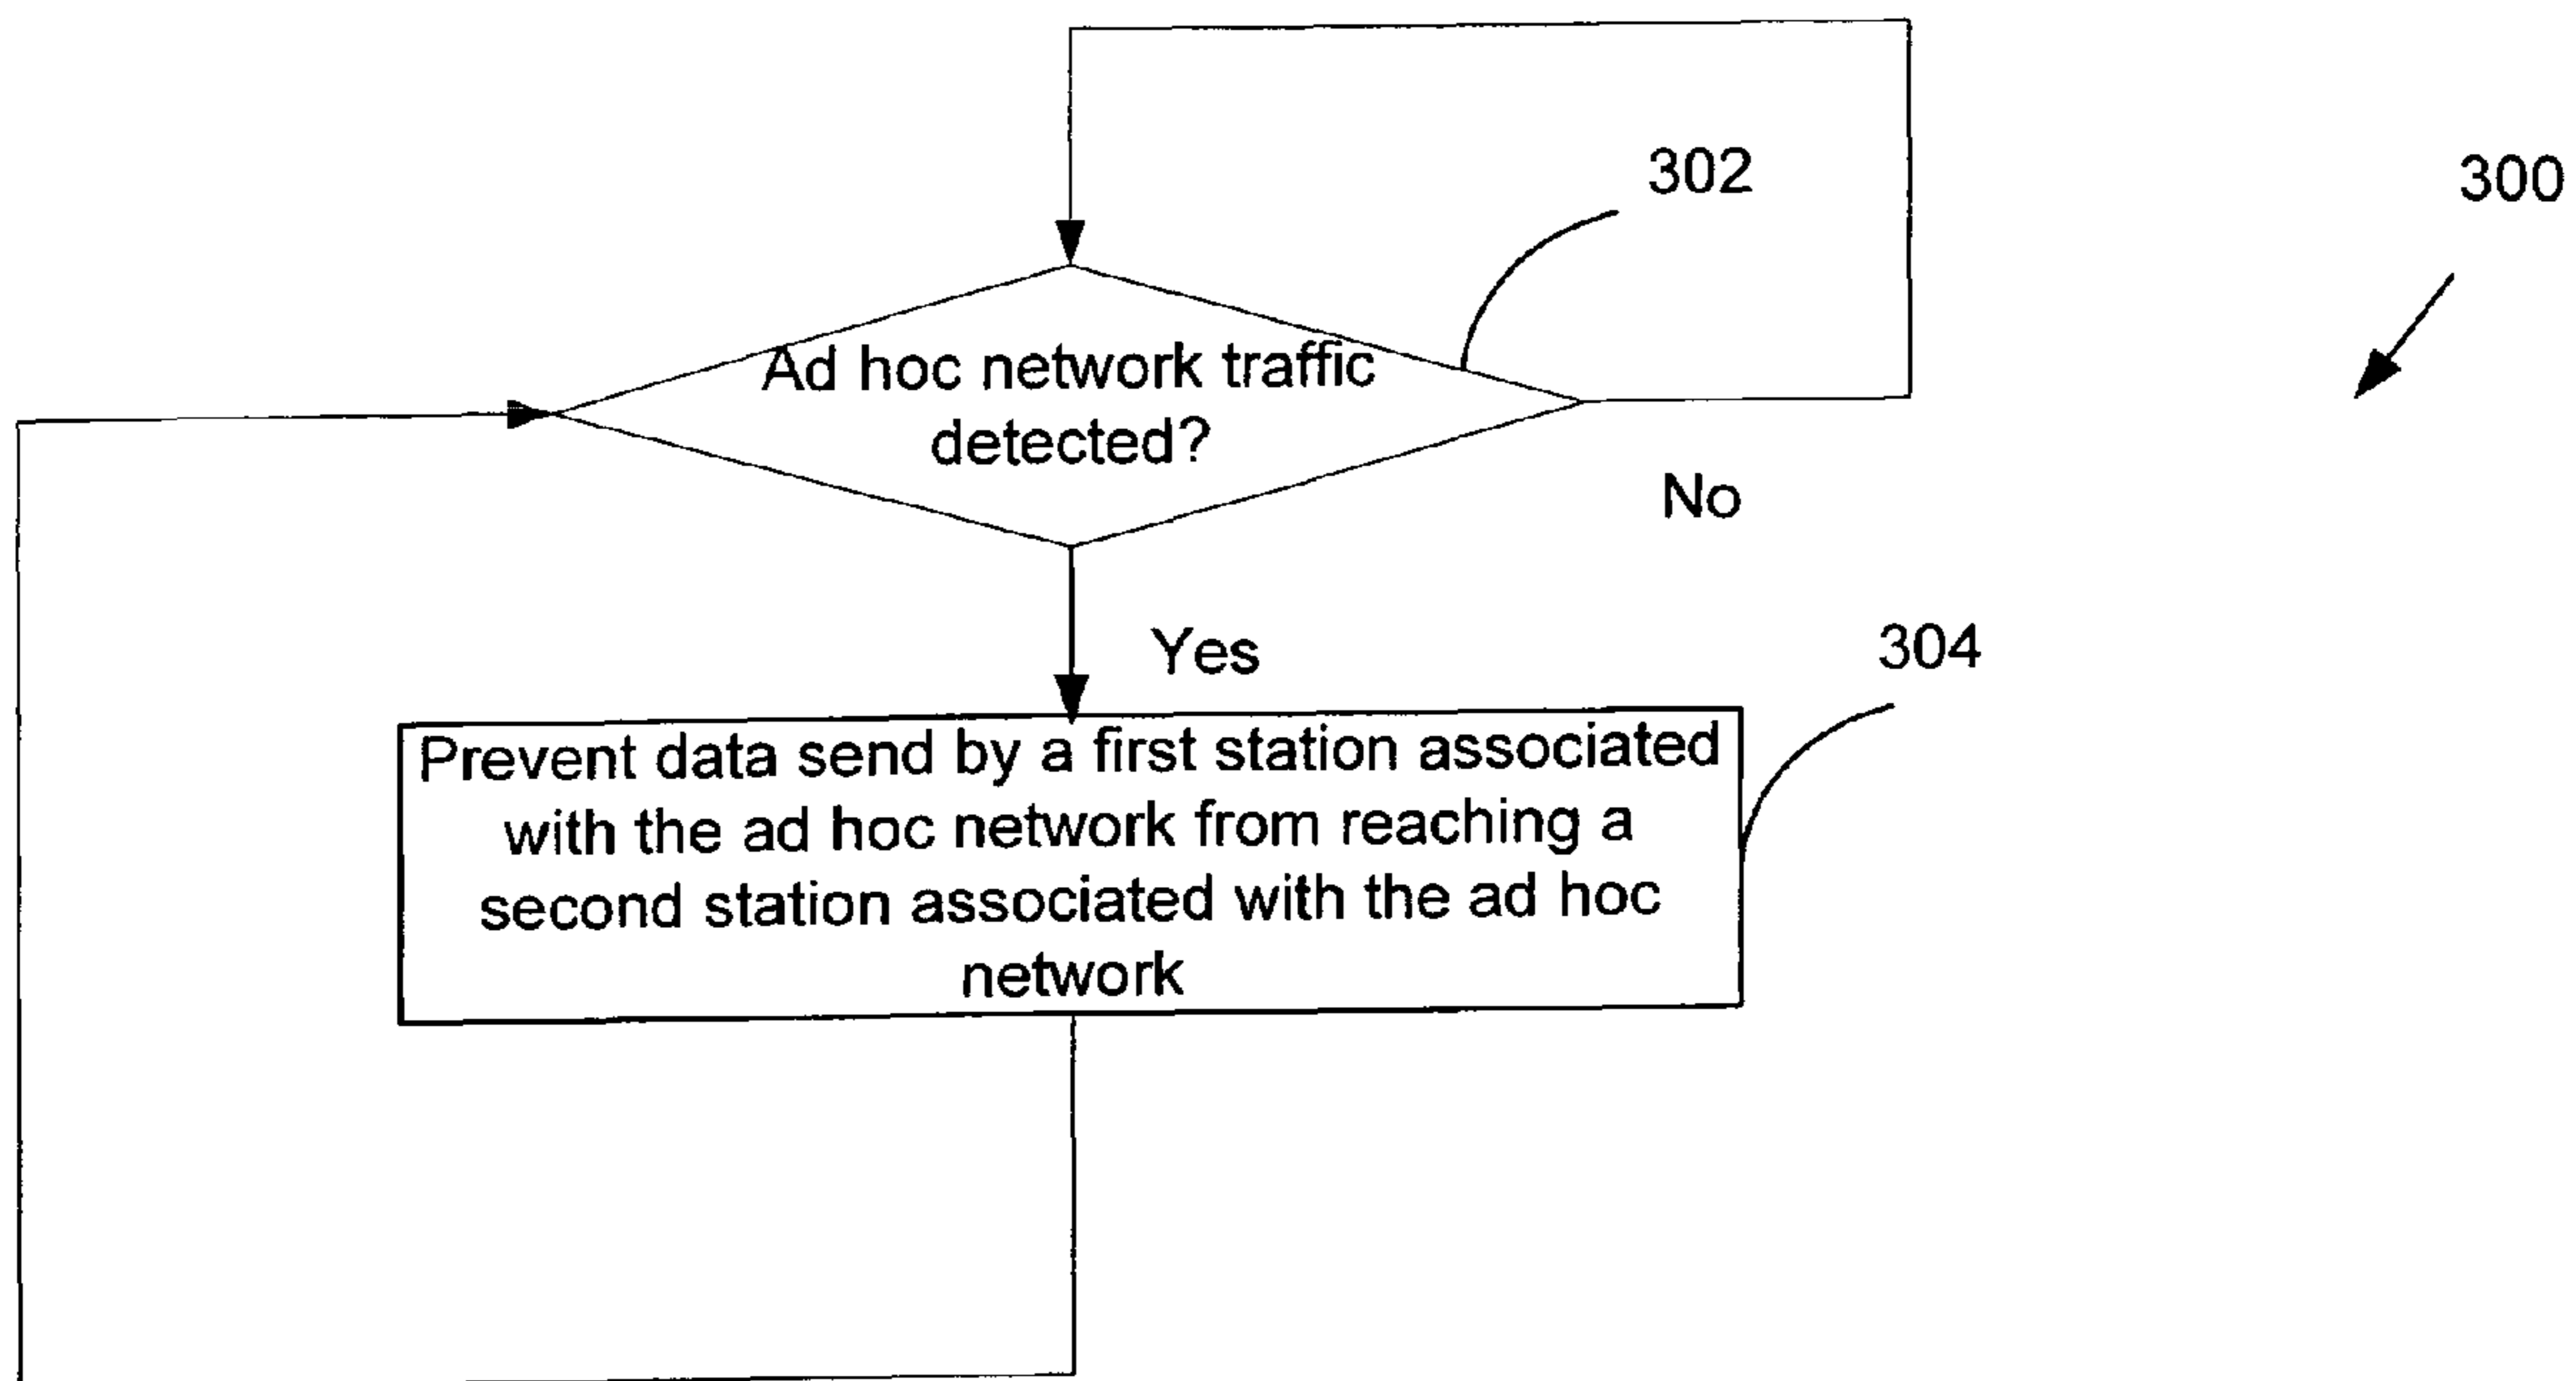 302
300
Ad hoc network traffic
detected?
No
Yes
304
Prevent data send by a first station associated
with the ad hoc network from reaching a
second station associated with the ad hoc
network